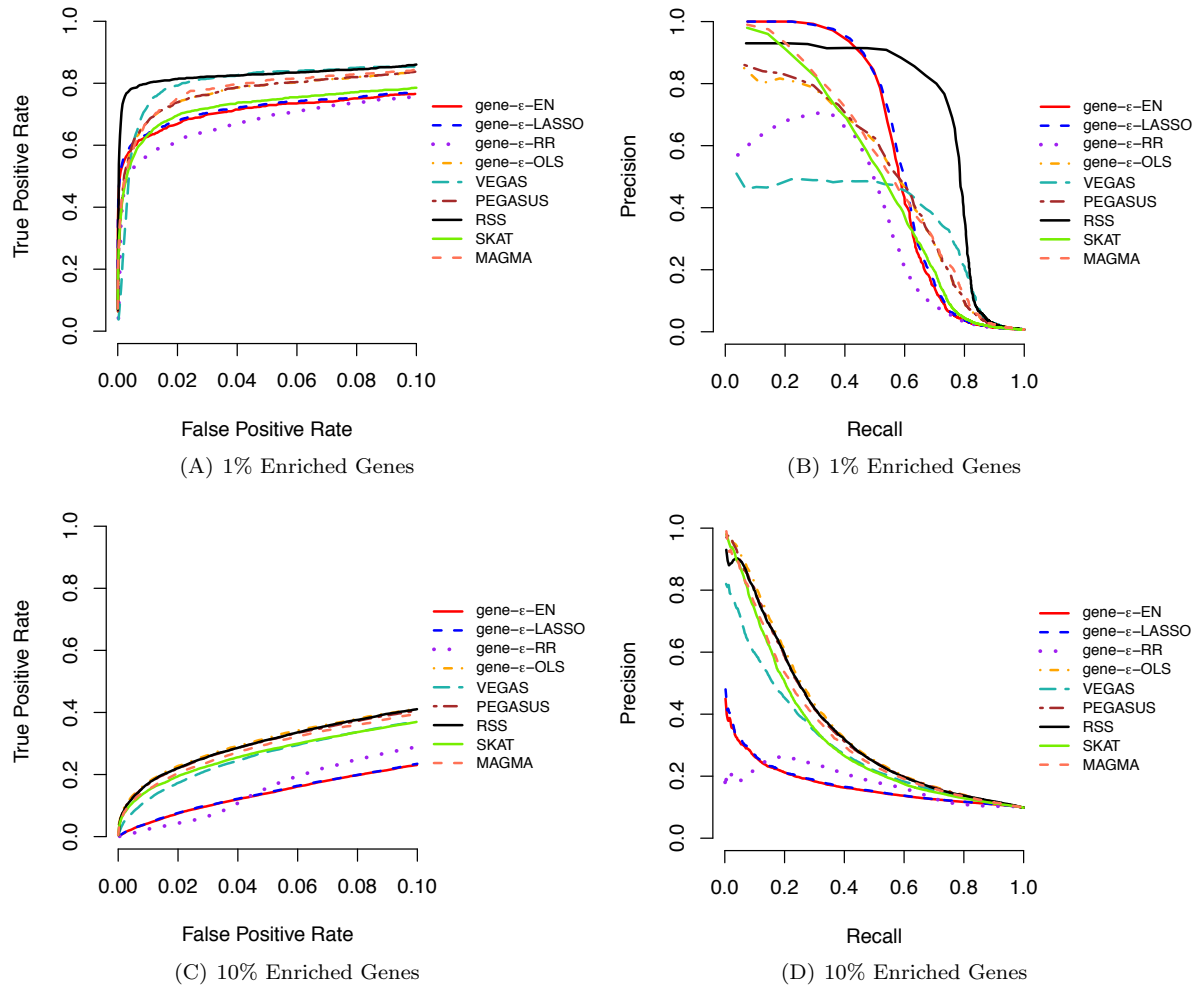 True Positive Rate
0.0 0.2 0.4 0.6 0.8 1.0
0.00 0.02 0.04 0.06 0.08 0.10
False Positive Rate
gene-ε-EN
gene-ε-LASSO
gene-ε-RR
gene-ε-OLS
VEGAS
PEGASUS
RSS
SKAT
MAGMA
(A) 1% Enriched Genes
Precision
0.0 0.2 0.4 0.6 0.8 1.0
0.0 0.2 0.4 0.6 0.8 1.0
Recall
gene-ε-EN
gene-ε-LASSO
gene-ε-RR
gene-ε-OLS
VEGAS
PEGASUS
RSS
SKAT
MAGMA
(B) 1% Enriched Genes
True Positive Rate
0.0 0.2 0.4 0.6 0.8 1.0
0.00 0.02 0.04 0.06 0.08 0.10
False Positive Rate
gene-ε-EN
gene-ε-LASSO
gene-ε-RR
gene-ε-OLS
VEGAS
PEGASUS
RSS
SKAT
MAGMA
(C) 10% Enriched Genes
Precision
0.0 0.2 0.4 0.6 0.8 1.0
0.0 0.2 0.4 0.6 0.8 1.0
Recall
gene-ε-EN
gene-ε-LASSO
gene-ε-RR
gene-ε-OLS
VEGAS
PEGASUS
RSS
SKAT
MAGMA
(D) 10% Enriched Genes